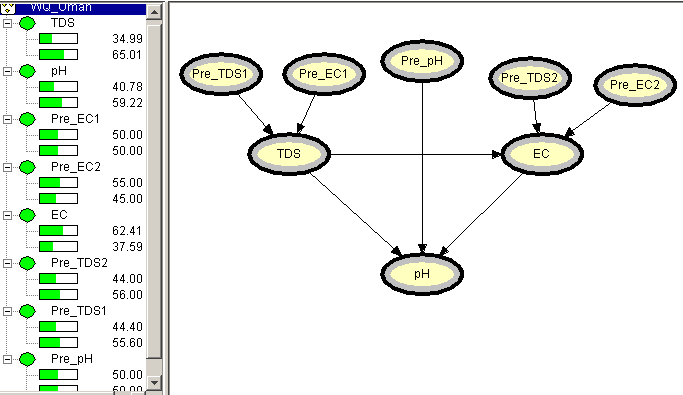 WQ_Oman
TDS
34.99
65.01
pH
40.78
59.22
Pre_EC1
50.00
50.00
Pre_EC2
55.00
45.00
EC
62.41
37.59
Pre_TDS2
44.00
56.00
Pre_TDS1
44.40
55.60
Pre_pH
50.00
50.00
Pre_TDS1
Pre_EC1
Pre_pH
Pre_TDS2
Pre_EC2
TDS
EC
pH